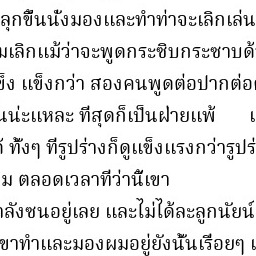 ลุกขึ้นนั่งมองและทำท่าจะเลิกเล่น
มเลิกแม้ว่าจะพูดกระซิบกระซาบด้
ข็ง แข็งกว่า สองคนพูดต่อปากต่อ
นน่ะแหละ ที่สุดก็เป็นฝ่ายแพ้
ทั้งๆ ที่รูปร่างก็ดูแข็งแรงกว่ารูปร่
ม ตลอดเวลาที่ว่านี้เขา
ำลังซนอยู่เลย และไม่ได้ละลูกนัยน์
ขาทำและมองผมอยู่ยังนั้นเรื่อยๆ